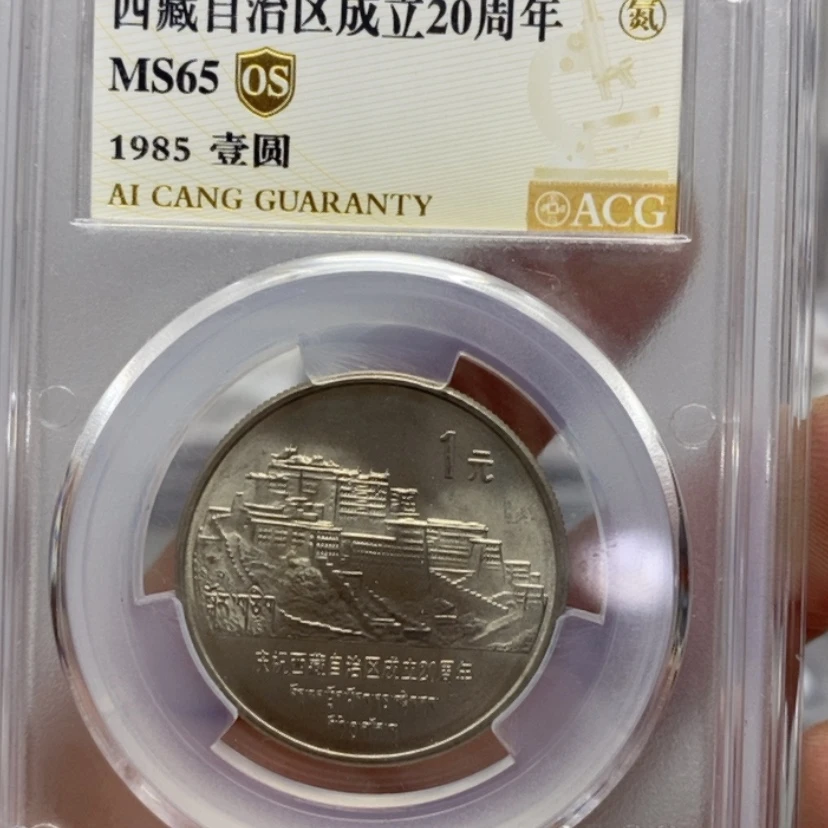 西藏自治区成立20周年
氮
MS65 OS
1985 壹圆
AI CANG GUARANTY
ACG
1元
庆祝西藏自治区成立20周年